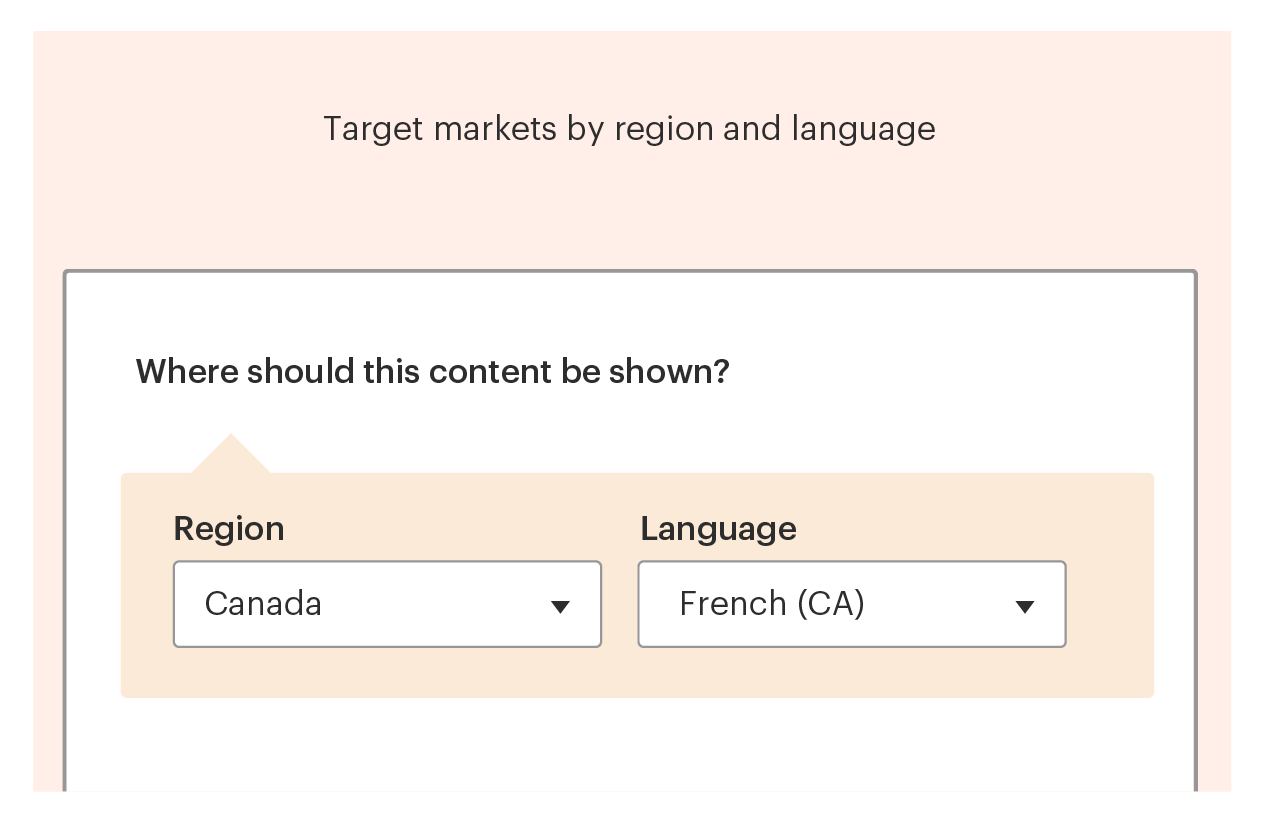 Target markets by region and language
Where should this content be shown?
Region Language
Canada French (CA)